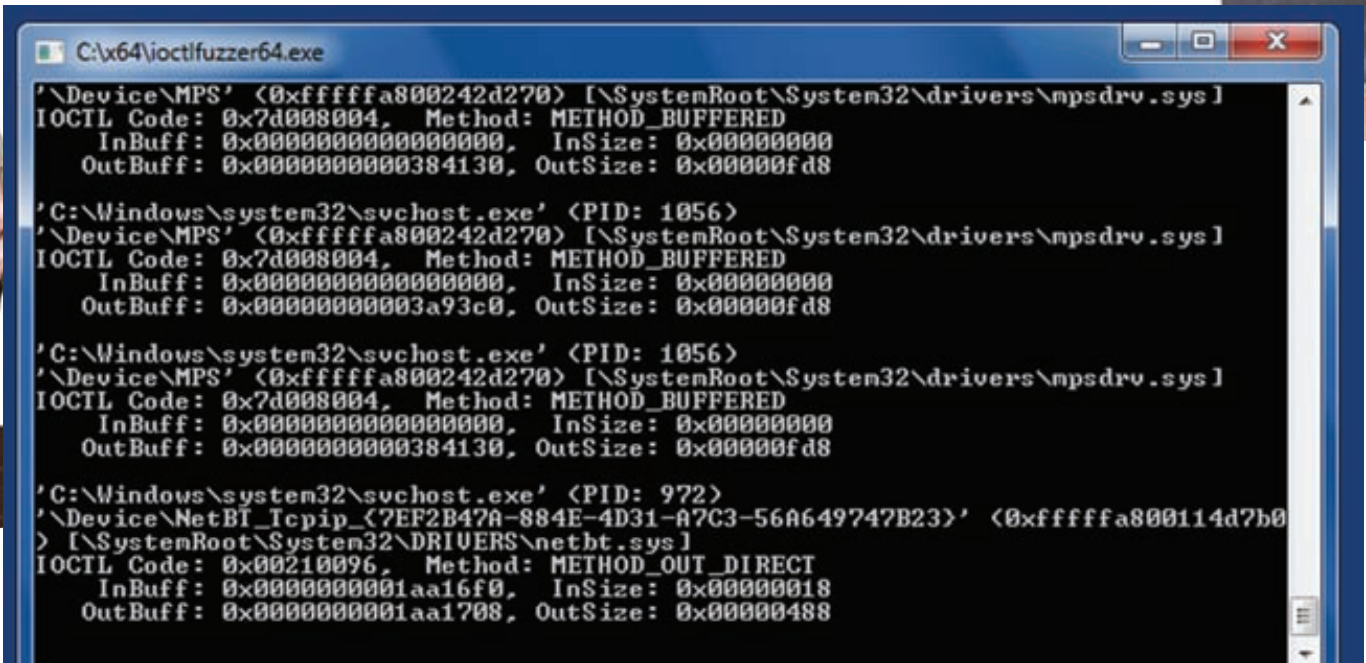 C:\x64\ioctlfuzzer64.exe
'\Device\MPS' (0xfffffa800242d270) [\SystemRoot\System32\drivers\mpsdrv.sys]
IOCTL Code: 0x7d008004, Method: METHOD_BUFFERED
InBuff: 0x0000000000000000, InSize: 0x00000000
OutBuff: 0x0000000000384130, OutSize: 0x00000fd8
'C:\Windows\system32\svchost.exe' (PID: 1056)
'\Device\MPS' (0xfffffa800242d270) [\SystemRoot\System32\drivers\mpsdrv.sys]
IOCTL Code: 0x7d008004, Method: METHOD_BUFFERED
InBuff: 0x0000000000000000, InSize: 0x00000000
OutBuff: 0x00000000003a93c0, OutSize: 0x00000fd8
'C:\Windows\system32\svchost.exe' (PID: 1056)
'\Device\MPS' (0xfffffa800242d270) [\SystemRoot\System32\drivers\mpsdrv.sys]
IOCTL Code: 0x7d008004, Method: METHOD_BUFFERED
InBuff: 0x0000000000000000, InSize: 0x00000000
OutBuff: 0x0000000000384130, OutSize: 0x00000fd8
'C:\Windows\system32\svchost.exe' (PID: 972)
'\Device\NetBT_Tcpip_{7EF2B47A-884E-4D31-A7C3-56A649747B23}' (0xfffffa800114d7b0
) [\SystemRoot\System32\DRIVERS\netbt.sys]
IOCTL Code: 0x00210096, Method: METHOD_OUT_DIRECT
InBuff: 0x0000000001aa16f0, InSize: 0x00000018
OutBuff: 0x0000000001aa1708, OutSize: 0x00000488